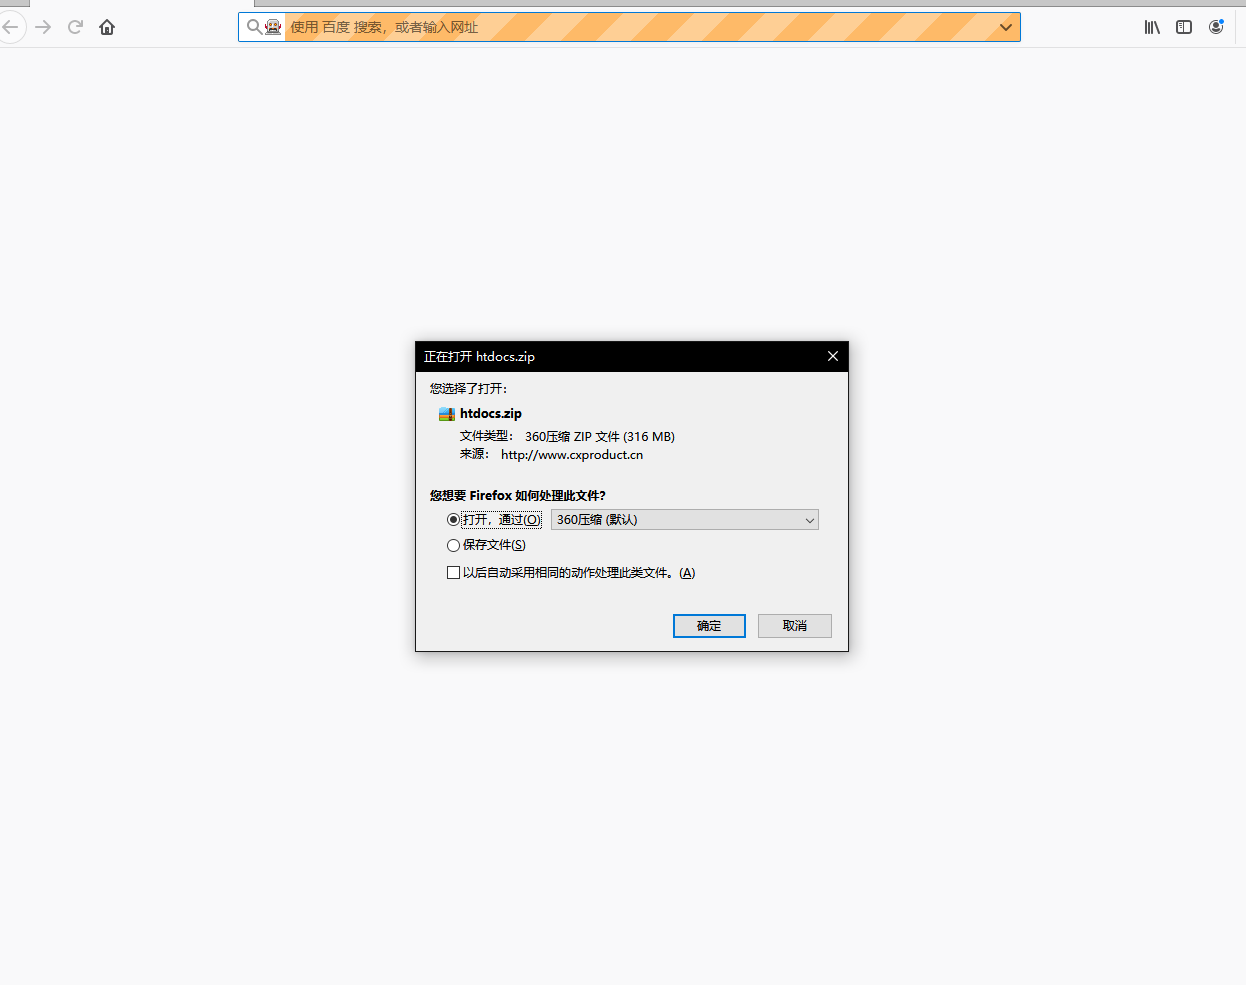 使用 百度 搜索，或者输入网址
正在打开 htdocs.zip
您选择了打开：
htdocs.zip
文件类型： 360压缩 ZIP 文件 (316 MB)
来源： http://www.cxproduct.cn
您想要 Firefox 如何处理此文件?
打开，通过(O) 360压缩 (默认)
保存文件(S)
以后自动采用相同的动作处理此类文件。(A)
确定 取消